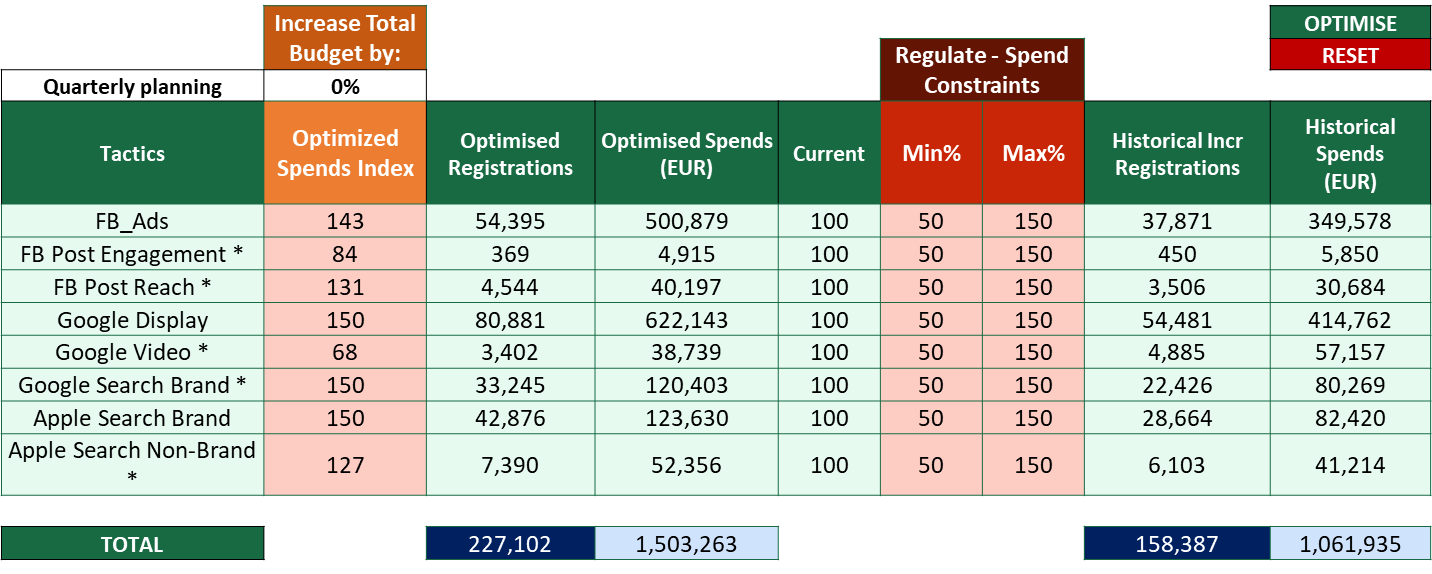 Increase Total Budget by: OPTIMISE
Regulate - Spend Constraints RESET
Quarterly planning 0%
Tactics Optimized Spends Index Optimised Registrations Optimised Spends (EUR) Current Min% Max% Historical Incr Registrations Historical Spends (EUR)
FB_Ads 143 54,395 500,879 100 50 150 37,871 349,578
FB Post Engagement * 84 369 4,915 100 50 150 450 5,850
FB Post Reach * 131 4,544 40,197 100 50 150 3,506 30,684
Google Display 150 80,881 622,143 100 50 150 54,481 414,762
Google Video * 68 3,402 38,739 100 50 150 4,885 57,157
Google Search Brand * 150 33,245 120,403 100 50 150 22,426 80,269
Apple Search Brand 150 42,876 123,630 100 50 150 28,664 82,420
Apple Search Non-Brand * 127 7,390 52,356 100 50 150 6,103 41,214
TOTAL 227,102 1,503,263 158,387 1,061,935